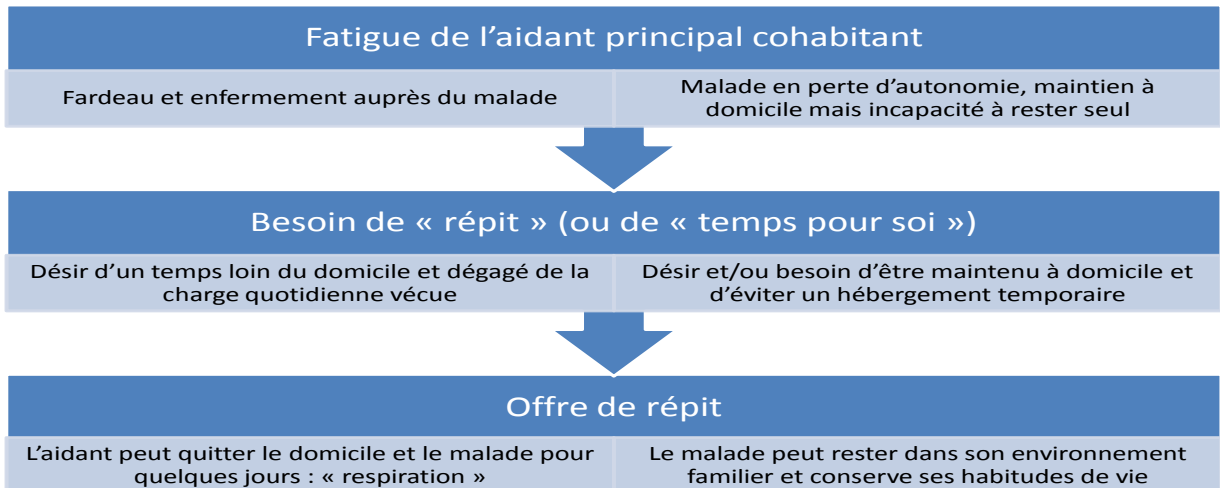 Fatigue de l’aidant principal cohabitant
Fardeau et enfermement auprès du malade
Malade en perte d’autonomie, maintien à
domicile mais incapacité à rester seul
Besoin de « répit » (ou de « temps pour soi »)
Désir d’un temps loin du domicile et dégagé de la
charge quotidienne vécue
Désir et/ou besoin d’être maintenu à domicile et
d’éviter un hébergement temporaire
Offre de répit
L’aidant peut quitter le domicile et le malade pour
quelques jours : « respiration »
Le malade peut rester dans son environnement
familier et conserve ses habitudes de vie